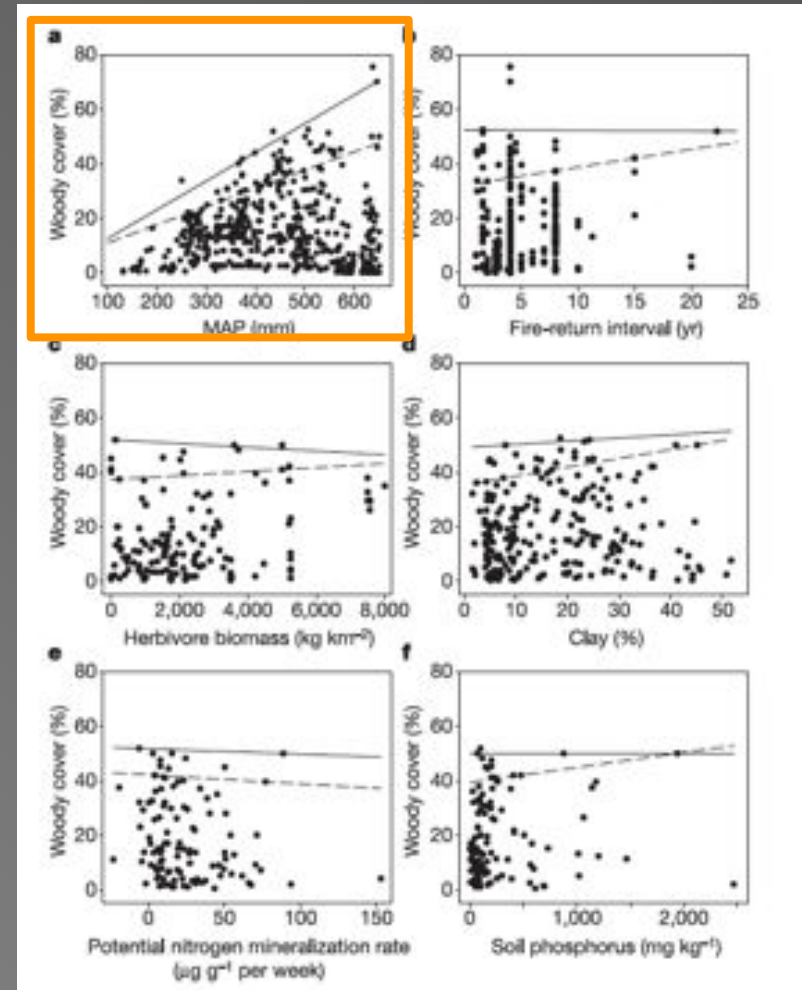 a
80
60
40
20
0
Woody cover (%)
100 200 300 400 500 600
MAP (mm)
b
80
60
40
20
0
Woody cover (%)
0 5 10 15 20 25
Fire-return interval (yr)
c
80
60
40
20
0
Woody cover (%)
0 2,000 4,000 6,000 8,000
Herbivore biomass (kg km⁻²)
d
80
60
40
20
0
Woody cover (%)
0 10 20 30 40 50
Clay (%)
e
80
60
40
20
0
Woody cover (%)
0 50 100 150
Potential nitrogen mineralization rate
(µg g⁻¹ per week)
f
80
60
40
20
0
Woody cover (%)
0 1,000 2,000
Soil phosphorus (mg kg⁻¹)